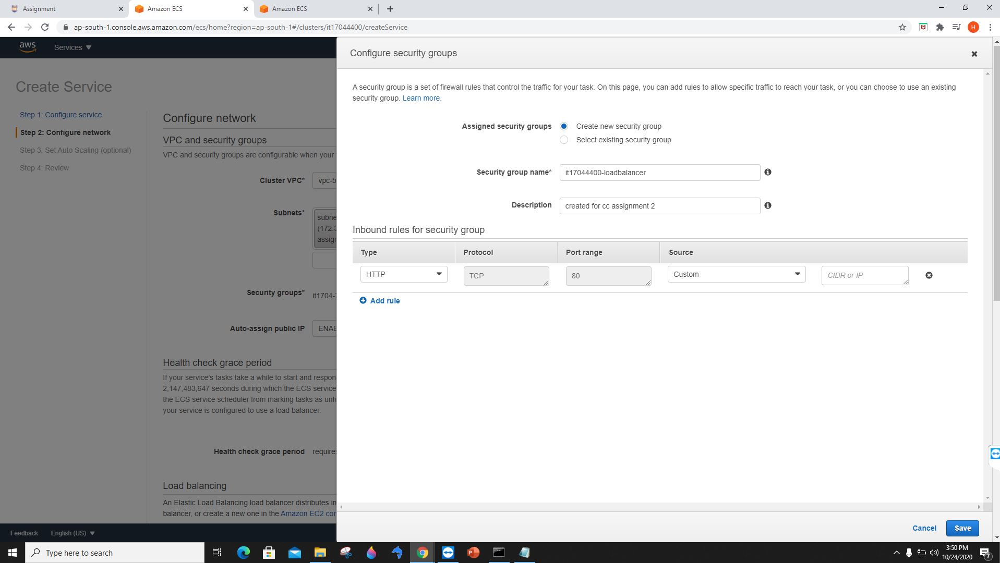 Assignment
Amazon ECS
Amazon ECS
ap-south-1.console.aws.amazon.com/ecs/home?region=ap-south-1#/clusters/it17044400/createService
H
aws
Services
Create Service
Step 1: Configure service
Step 2: Configure network
Step 3: Set Auto Scaling (optional)
Step 4: Review
Configure network
VPC and security groups
VPC and security groups are configurable when your
Cluster VPC*
vpc-b
Subnets*
subne
(172.3
assign
Security groups*
it1704-
Auto-assign public IP
ENAB
Health check grace period
If your service's tasks take a while to start and respon
2,147,483,647 seconds during which the ECS service
the ECS service scheduler from marking tasks as unh
your service is configured to use a load balancer.
Health check grace period
requires
Load balancing
An Elastic Load Balancing load balancer distributes in
balancer, or create a new one in the Amazon EC2 con
Configure security groups
A security group is a set of firewall rules that control the traffic for your task. On this page, you can add rules to allow specific traffic to reach your task, or you can choose to use an existing
security group. Learn more.
Assigned security groups
Create new security group
Select existing security group
Security group name*
it17044400-loadbalancer
Description
created for cc assignment 2
Inbound rules for security group
Type Protocol Port range Source
HTTP TCP 80 Custom CIDR or IP
Add rule
Cancel Save
Feedback English (US)
Type here to search
3:50 PM
10/24/2020
7